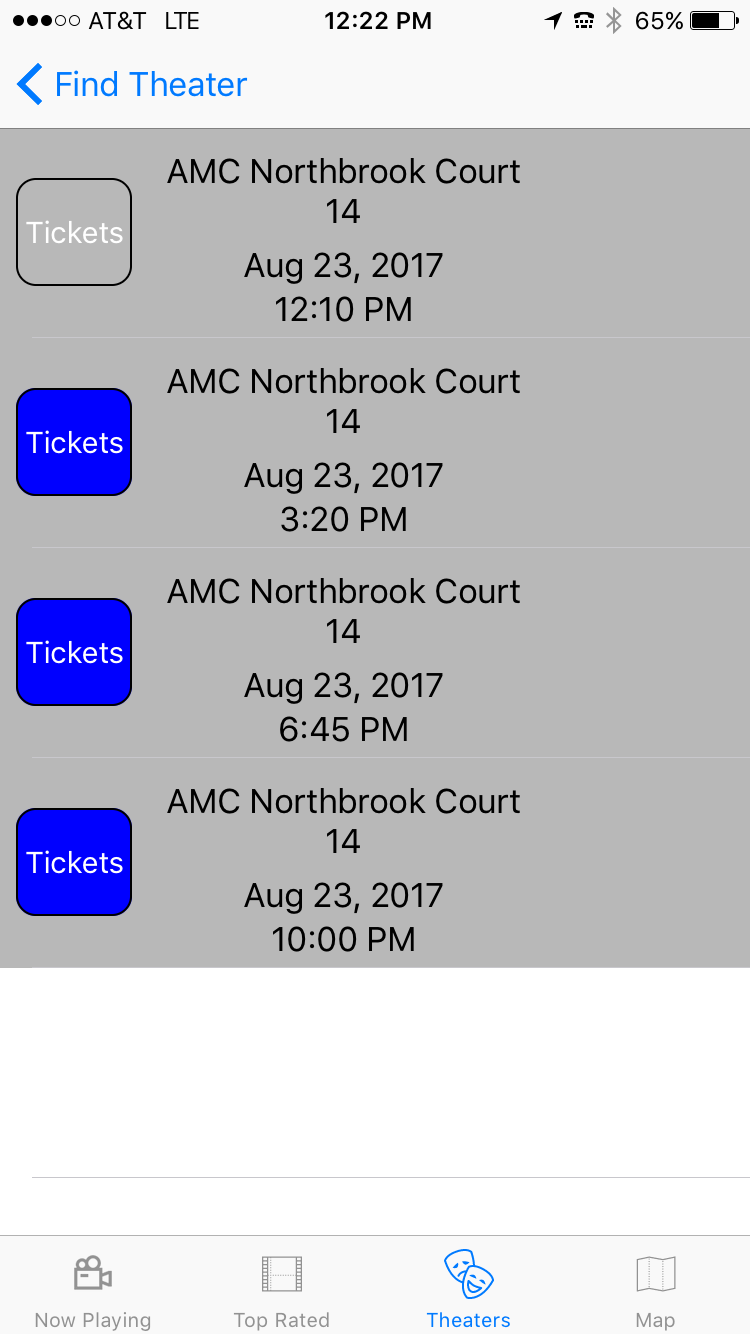 AT&T LTE 12:22 PM 65%
Find Theater
AMC Northbrook Court
14
Tickets
Aug 23, 2017
12:10 PM
AMC Northbrook Court
14
Tickets
Aug 23, 2017
3:20 PM
AMC Northbrook Court
14
Tickets
Aug 23, 2017
6:45 PM
AMC Northbrook Court
14
Tickets
Aug 23, 2017
10:00 PM
Now Playing Top Rated Theaters Map